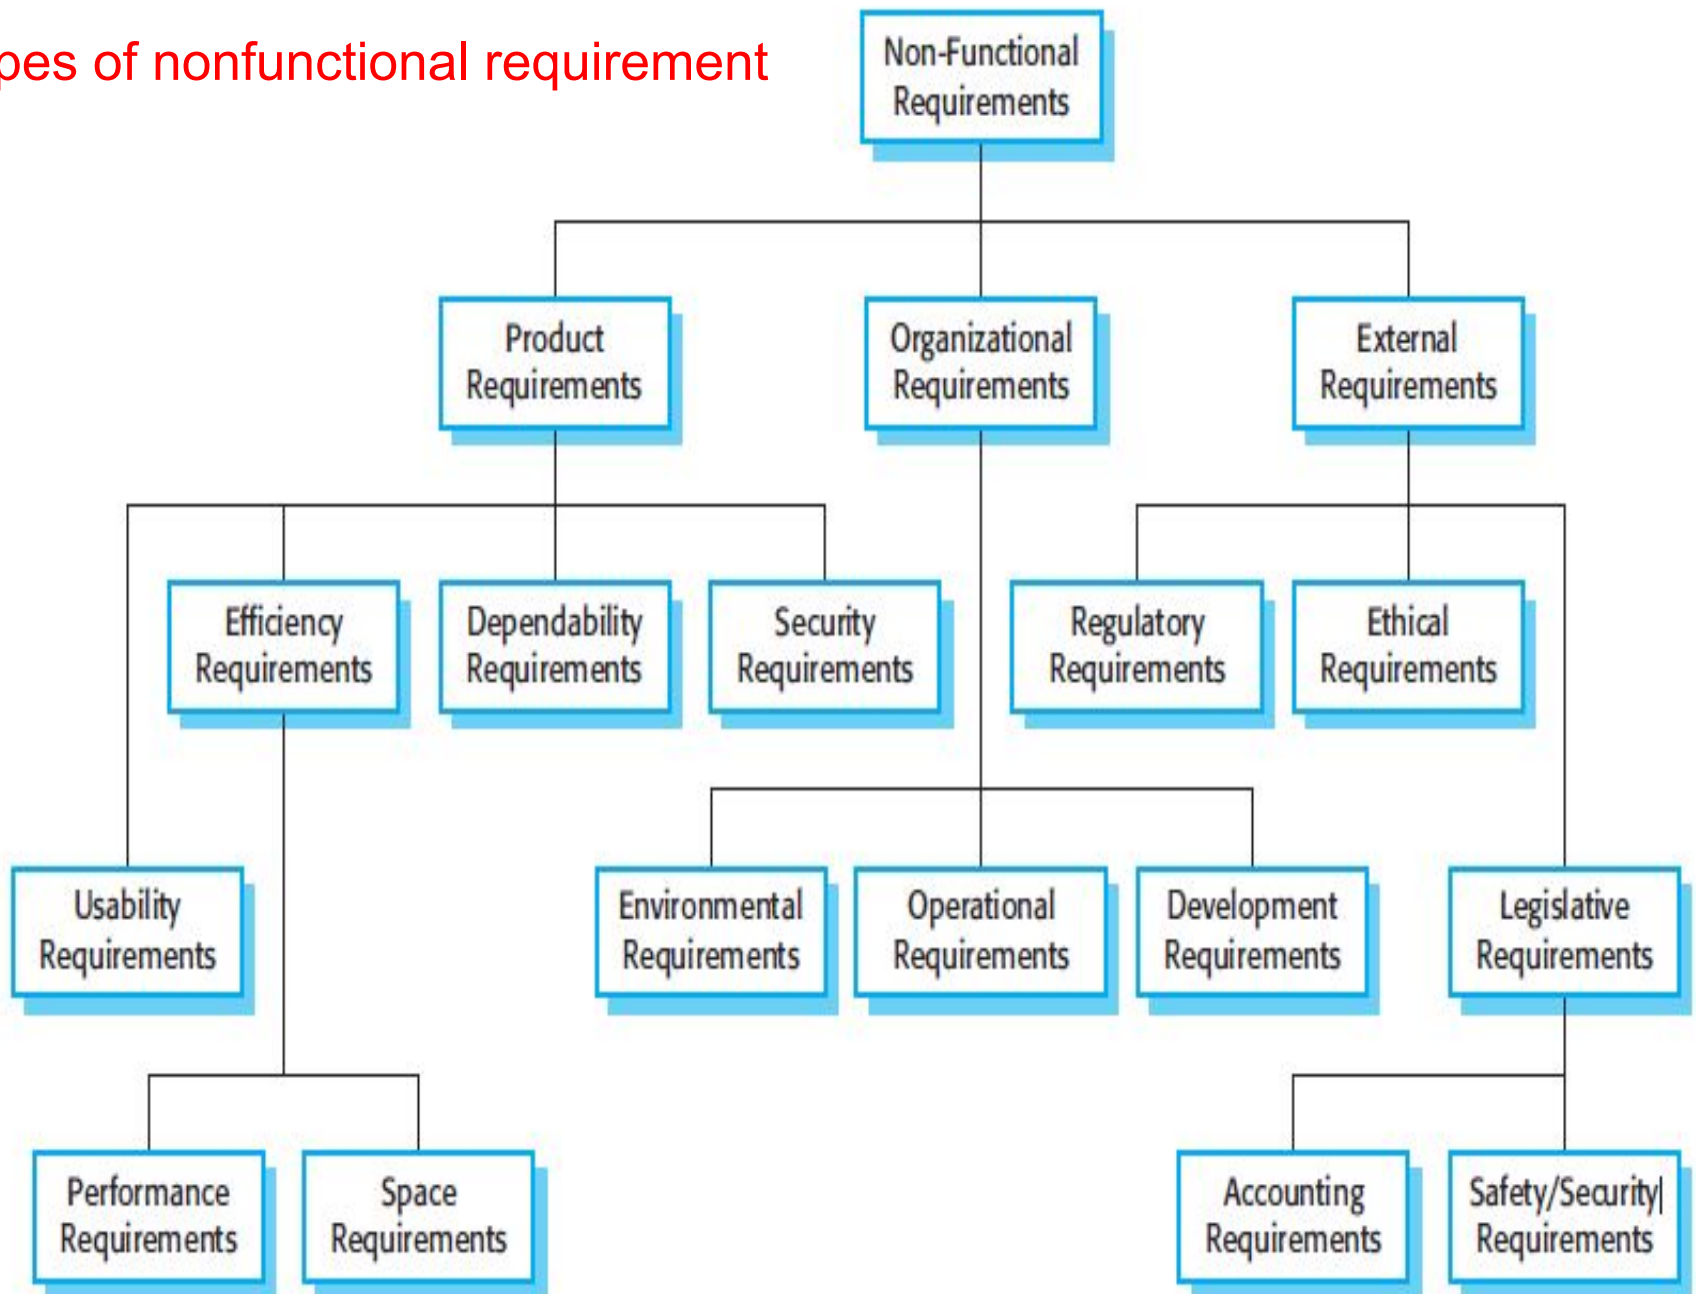 pes of nonfunctional requirement
Non-Functional
Requirements
Product
Requirements
Organizational
Requirements
External
Requirements
Efficiency
Requirements
Dependability
Requirements
Security
Requirements
Regulatory
Requirements
Ethical
Requirements
Usability
Requirements
Environmental
Requirements
Operational
Requirements
Development
Requirements
Legislative
Requirements
Performance
Requirements
Space
Requirements
Accounting
Requirements
Safety/Security
Requirements